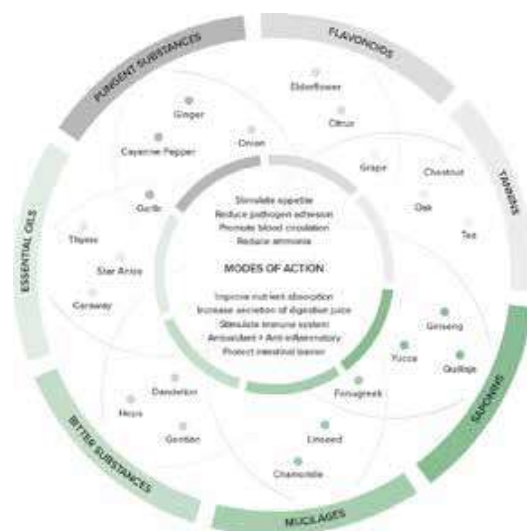 PUNGENT SUBSTANCES
FLAVONOIDS
TANNINS
SAPONINS
MUCILAGES
BITTER SUBSTANCES
ESSENTIAL OILS
Elderflower
Citrus
Ginger
Cayenne Pepper
Onion
Garlic
Grape
Chestnut
Oak
Tea
Thyme
Star Anise
Caraway
Stimulate appetite
Reduce pathogen adhesion
Promote blood circulation
Reduce ammonia
MODES OF ACTION
Improve nutrient absorption
Increase secretion of digestive juice
Stimulate immune system
Antioxidant + Anti-inflammatory
Protect intestinal barrier
Ginseng
Yucca
Quillaja
Fenugreek
Linseed
Chamomile
Dandelion
Hops
Gentian